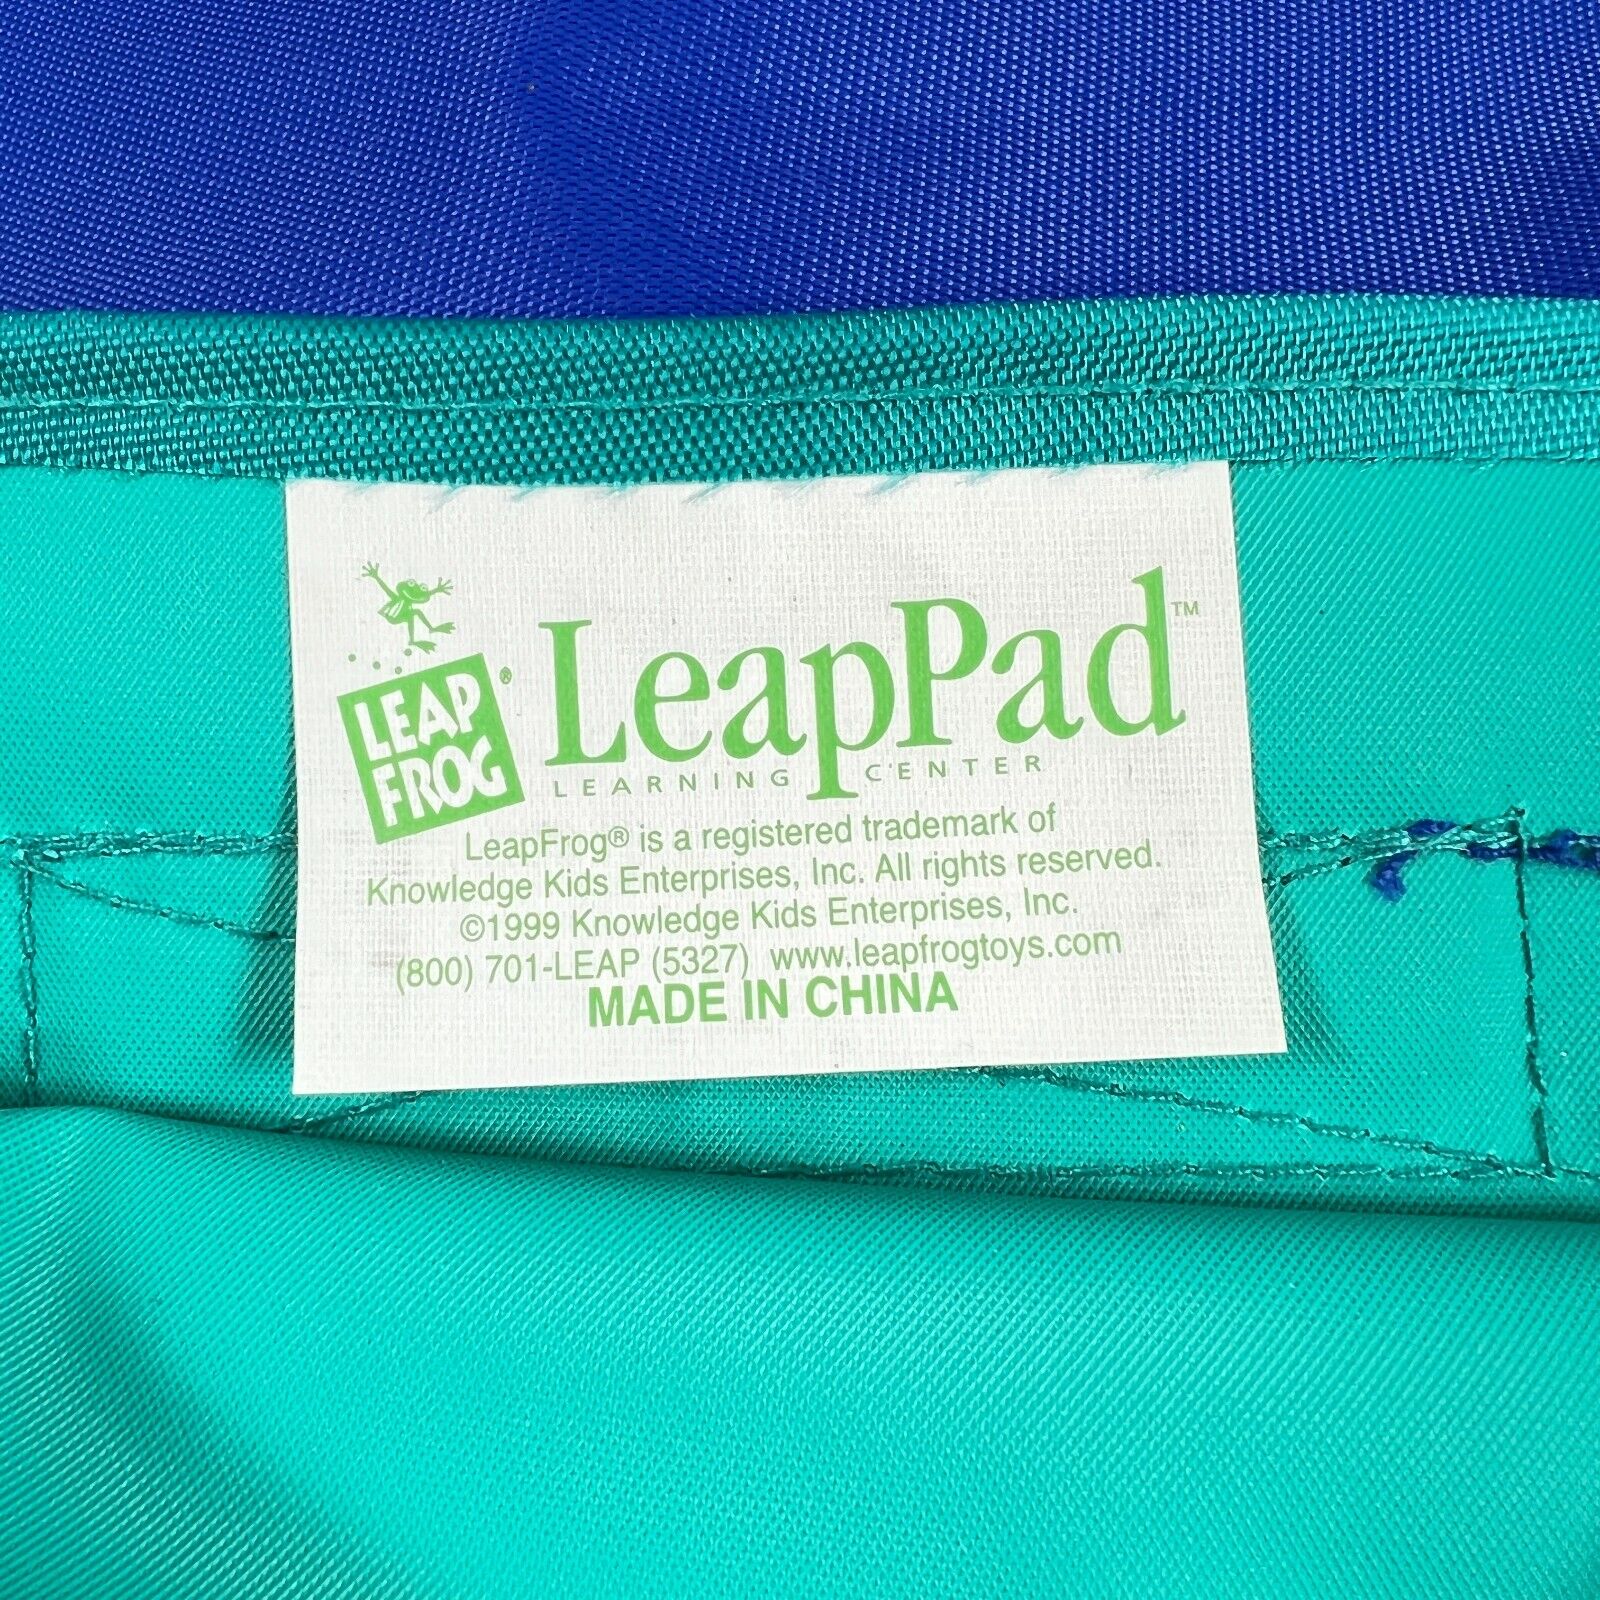 LEAP
FROG®
LeapPad™
LEARNING CENTER
LeapFrog® is a registered trademark of
Knowledge Kids Enterprises, Inc. All rights reserved.
©1999 Knowledge Kids Enterprises, Inc.
(800) 701-LEAP (5327) www.leapfrogtoys.com
MADE IN CHINA